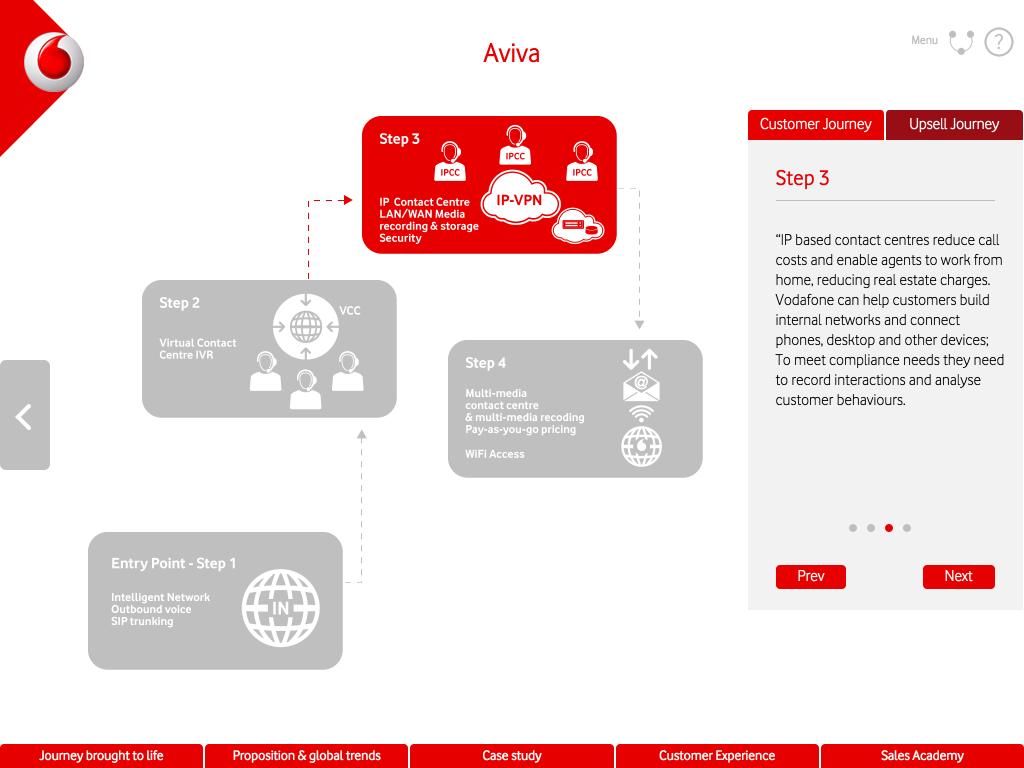 Aviva
Menu
?
Customer Journey
Upsell Journey
Step 3
IPCC
IPCC
IPCC
IP-VPN
IP Contact Centre
LAN/WAN Media
recording & storage
Security
Step 2
VCC
Virtual Contact
Centre IVR
Step 4
@
Multi-media
contact centre
& multi-media recoding
Pay-as-you-go pricing
WiFi Access
Entry Point - Step 1
Intelligent Network
Outbound voice
SIP trunking
IN
Step 3
“IP based contact centres reduce call
costs and enable agents to work from
home, reducing real estate charges.
Vodafone can help customers build
internal networks and connect
phones, desktop and other devices;
To meet compliance needs they need
to record interactions and analyse
customer behaviours.
Prev
Next
Journey brought to life
Proposition & global trends
Case study
Customer Experience
Sales Academy